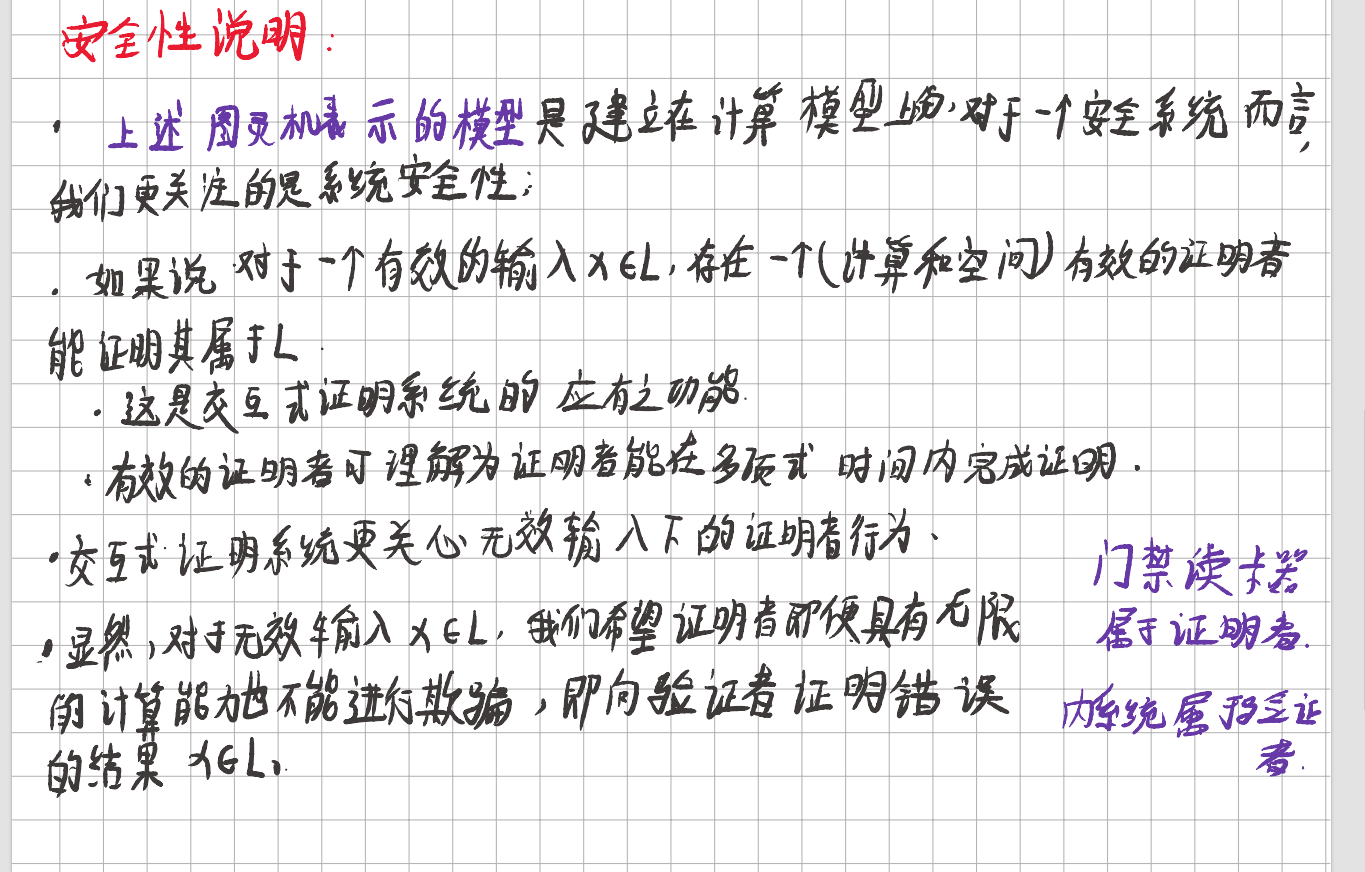 安全性说明:
· 上述图灵机表示的模型是建立在计算模型上的,对于一个安全系统而言,
我们更关注的是系统安全性;
· 如果说对于一个有效的输入x∈L,存在一个(计算和空间)有效的证明者
能证明其属于L.
· 这是交互式证明系统的应有之功能.
· 有效的证明者可理解为证明者能在多项式时间内完成证明.
· 交互式证明系统更关心无效输入下的证明者行为、
· 显然,对于无效输入x∈L,我们希望证明者即便具有无限
的计算能力也不能进行欺骗,即向验证者证明错误
的结果x∈L。
门禁读卡器
属于证明者.
内系统属于验证
者.